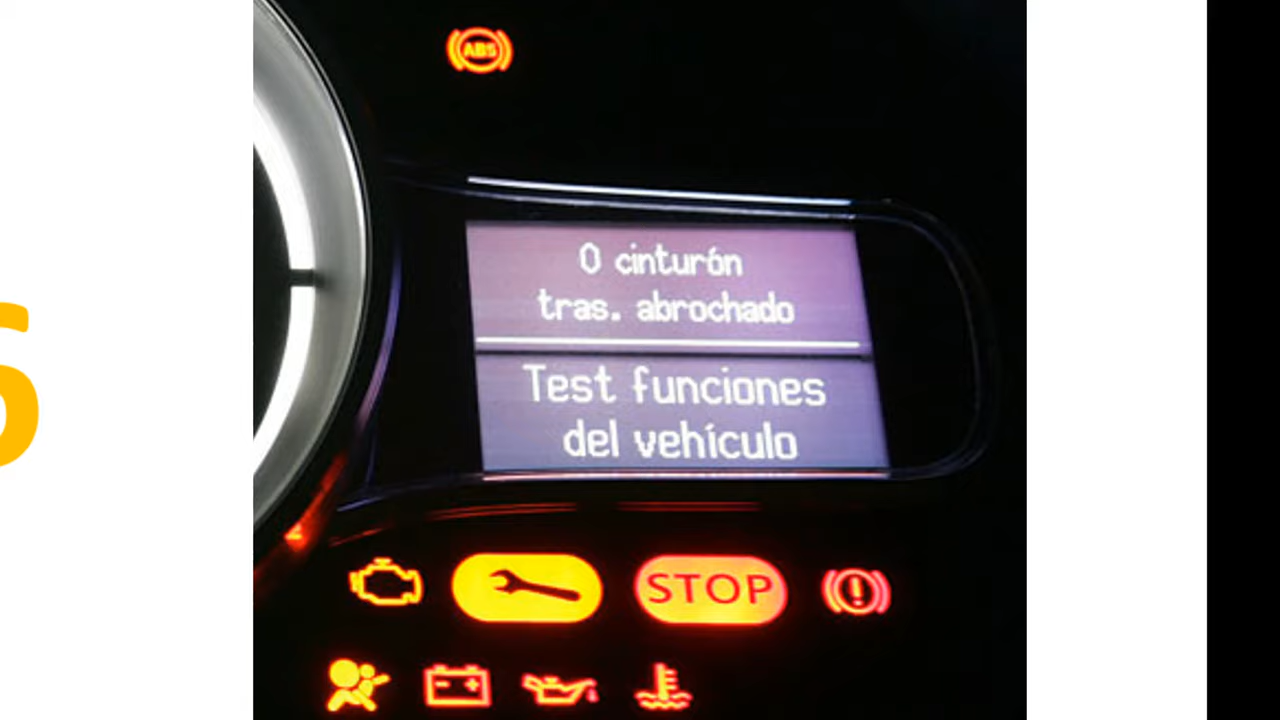 ABS
0 cinturón
tras. abrochado
Test funciones
del vehículo
STOP